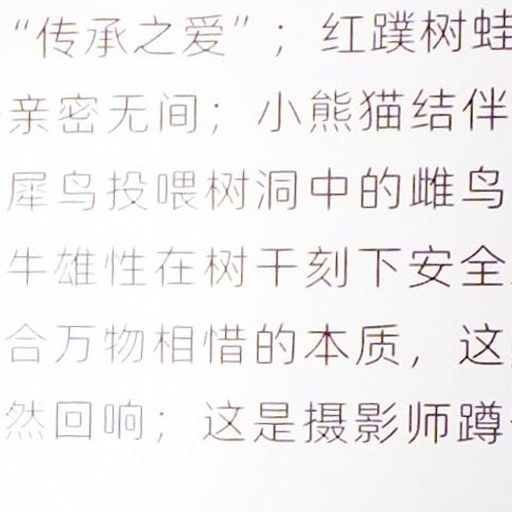 “传承之爱”；红蹼树蛙
亲密无间；小熊猫结伴
犀鸟投喂树洞中的雌鸟
牛雄性在树干刻下安全
合万物相惜的本质，这
然回响；这是摄影师蹲